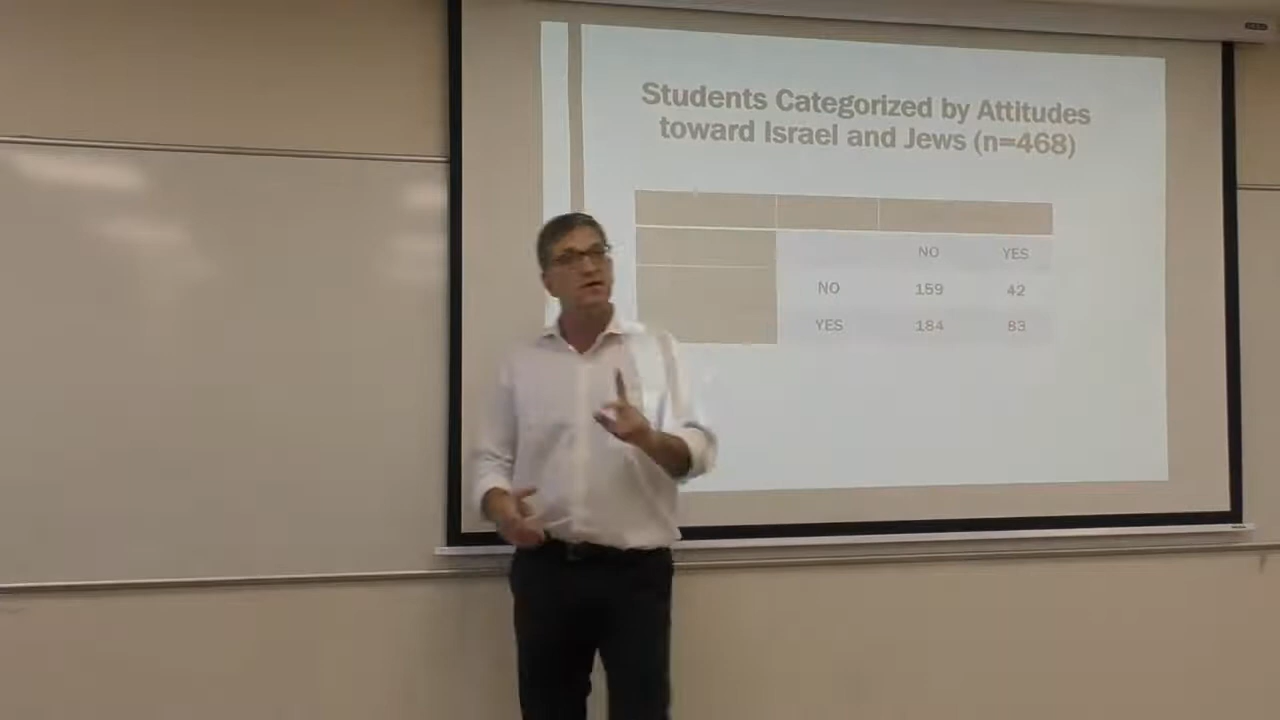 Students Categorized by Attitudes
toward Israel and Jews (n=468)
NO YES
NO 159 42
YES 184 83